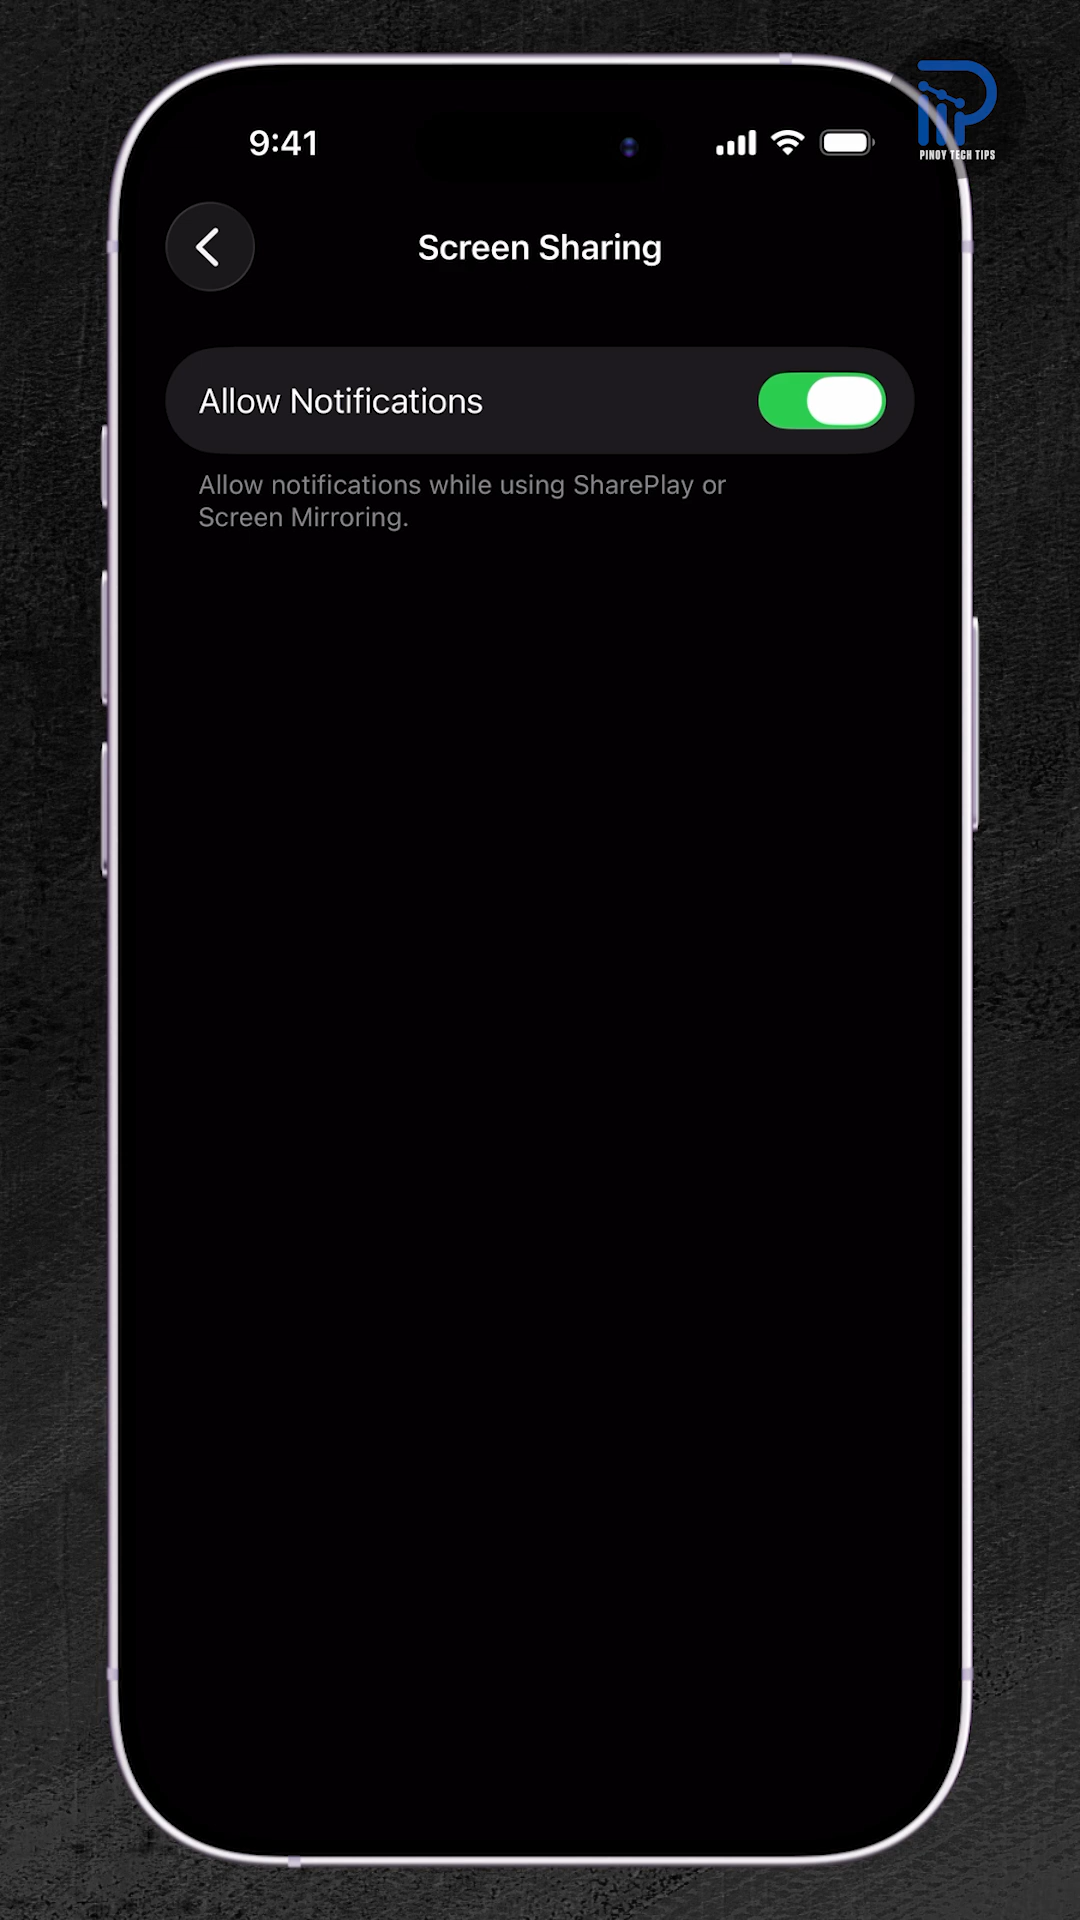 9:41
PINOY TECH TIPS
Screen Sharing
Allow Notifications
Allow notifications while using SharePlay or
Screen Mirroring.